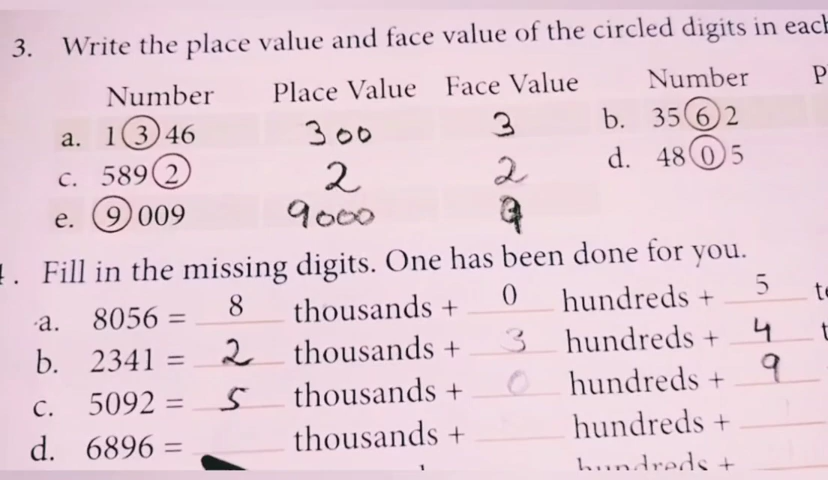 3. Write the place value and face value of the circled digits in each
Number Place Value Face Value Number P
a. 1346 300 3 b. 3562
c. 5892 2 2 d. 4805
e. 9009 9000 9
. Fill in the missing digits. One has been done for you.
a. 8056 = 8 thousands + 0 hundreds + 5 te
b. 2341 = 2 thousands + 3 hundreds + 4 t
c. 5092 = 5 thousands + 0 hundreds + 9
d. 6896 = thousands + hundreds +
hundreds +